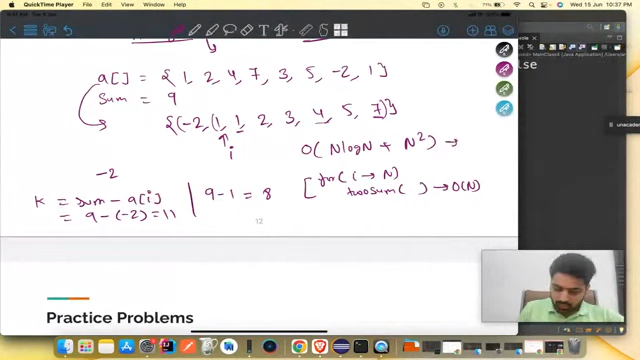 QuickTime Player File Edit View Window Help
Wed 15 Jun 10:37 PM
a[] = {1, 2, 4, 7, 3, 5, -2, 1}
Sum = 9
{(-2, (1, 1, 2, 3, 4, 5, 7)}
i
O( NlogN + N² ) →
-2
K = sum - a[i] | 9 - 1 = 8
= 9 - (-2) = 11
[ for( i → N)
twoSum( ) → O(N)
12
Practice Problems